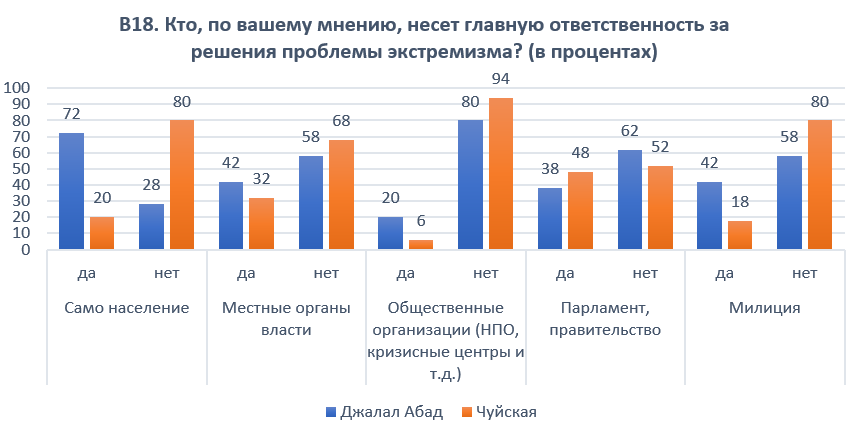 В18. Кто, по вашему мнению, несет главную ответственность за
решения проблемы экстремизма? (в процентах)
100
90
80
70
60
50
40
30
20
10
0
72
20
28
80
42
32
58
68
20
6
80
94
38
48
62
52
42
18
58
80
да нет да нет да нет да нет да нет
Само население
Местные органы
власти
Общественные
организации (НПО,
кризисные центры и
т.д.)
Парламент,
правительство
Милиция
Джалал Абад Чуйская